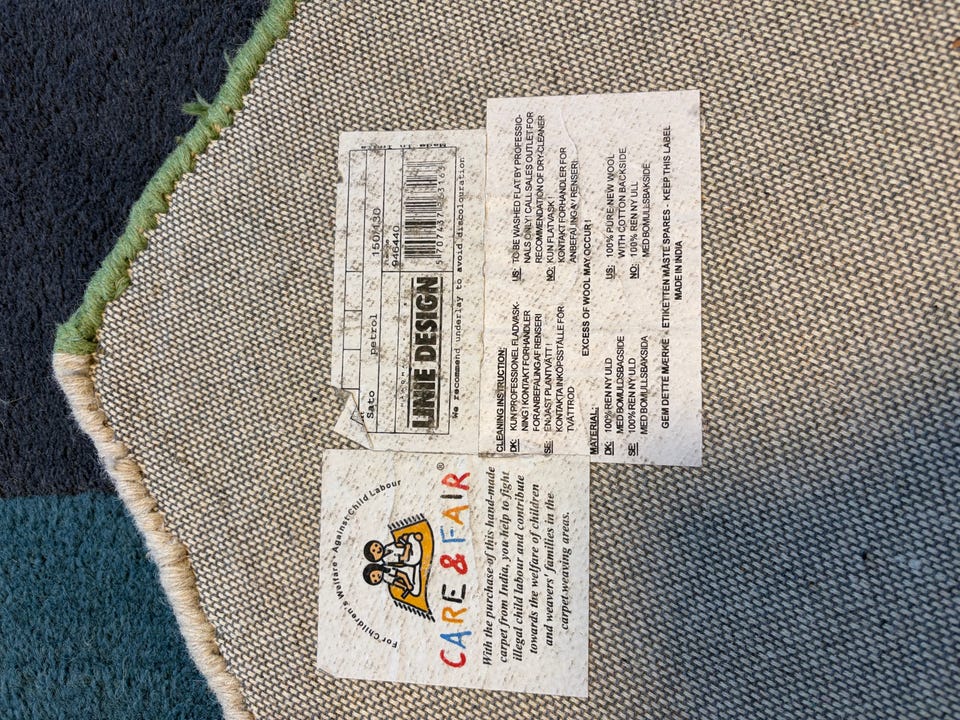 Sato petrol 150/130
946440
LINIE DESIGN
We recommend underlay to avoid discolouration
CLEANING INSTRUCTION:
DK: KUN PROFESSIONEL FLADVASK-
NING ! KONTAKT FORHANDLER
FOR ANBEFALING AF RENSERI
SE: ENDAST PLANTVÄTT !
KONTAKTA INKÖPSSTÄLLE FÖR
TVÄTTROD
US: TO BE WASHED FLAT BY PROFESSIO-
NALS ONLY! CALL SALES OUTLET FOR
RECOMMENDATION OF DRY-CLEANER
NO: KUN FLATVASK !
KONTAKT FORHANDLER FOR
ANBEFALING AV RENSERI
EXCESS OF WOOL MAY OCCUR !
MATERIAL:
DK: 100% REN NY ULD
MED BOMULDSBAGSIDE
SE: 100% REN NY ULD
MED BOMULLSBAKSIDA
US: 100% PURE NEW WOOL
WITH COTTON BACKSIDE
NO: 100% REN NY ULL
MED BOMULLSBAKSIDE
GEM DETTE MÆRKE - ETIKETTEN MÅSTE SPARES - KEEP THIS LABEL
MADE IN INDIA
For Children's Welfare · Against Child Labour
CARE & FAIR ®
With the purchase of this hand-made
carpet from India, you help to fight
illegal child labour and contribute
towards the welfare of children
and weavers' families in the
carpet-weaving areas.